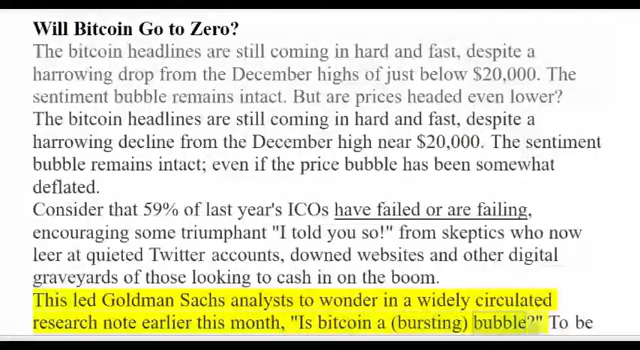 Will Bitcoin Go to Zero?
The bitcoin headlines are still coming in hard and fast, despite a
harrowing drop from the December highs of just below $20,000. The
sentiment bubble remains intact. But are prices headed even lower?
The bitcoin headlines are still coming in hard and fast, despite a
harrowing decline from the December high near $20,000. The sentiment
bubble remains intact; even if the price bubble has been somewhat
deflated.
Consider that 59% of last year's ICOs have failed or are failing,
encouraging some triumphant "I told you so!" from skeptics who now
leer at quieted Twitter accounts, downed websites and other digital
graveyards of those looking to cash in on the boom.
This led Goldman Sachs analysts to wonder in a widely circulated
research note earlier this month, "Is bitcoin a (bursting) bubble?" To be